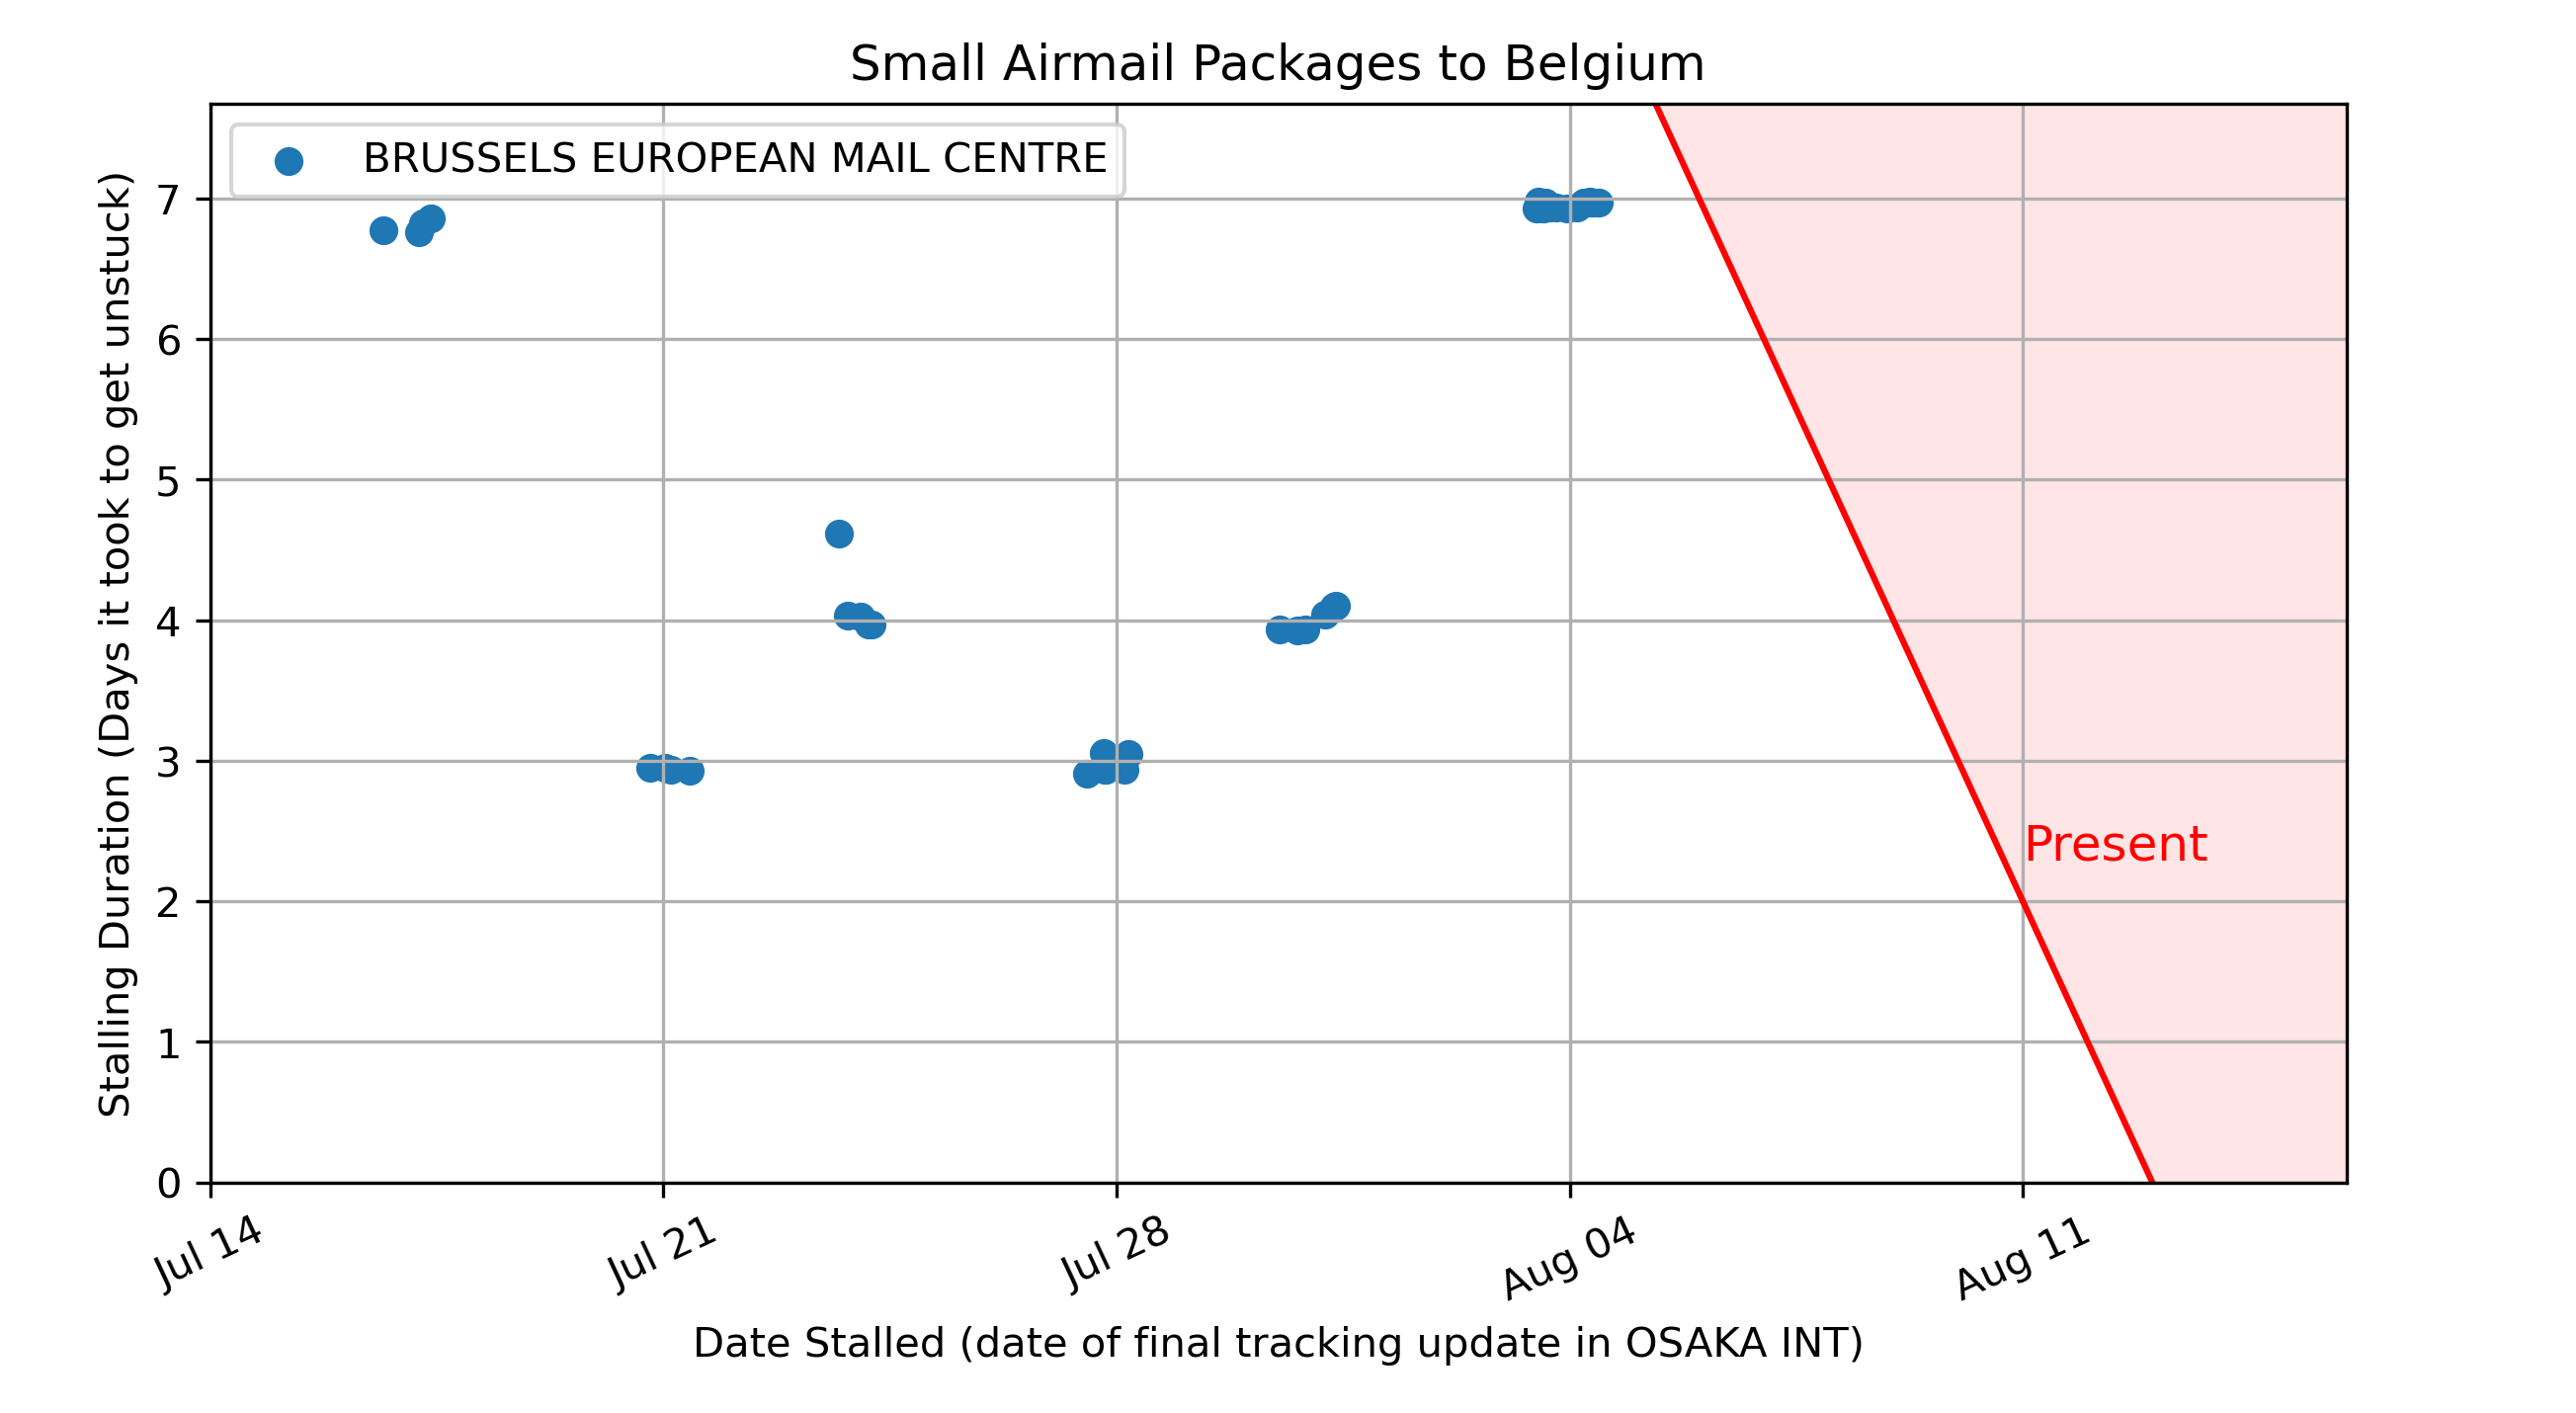 Small Airmail Packages to Belgium
BRUSSELS EUROPEAN MAIL CENTRE
Stalling Duration (Days it took to get unstuck)
7
6
5
4
3
2
1
0
Present
Jul 14
Jul 21
Jul 28
Aug 04
Aug 11
Date Stalled (date of final tracking update in OSAKA INT)